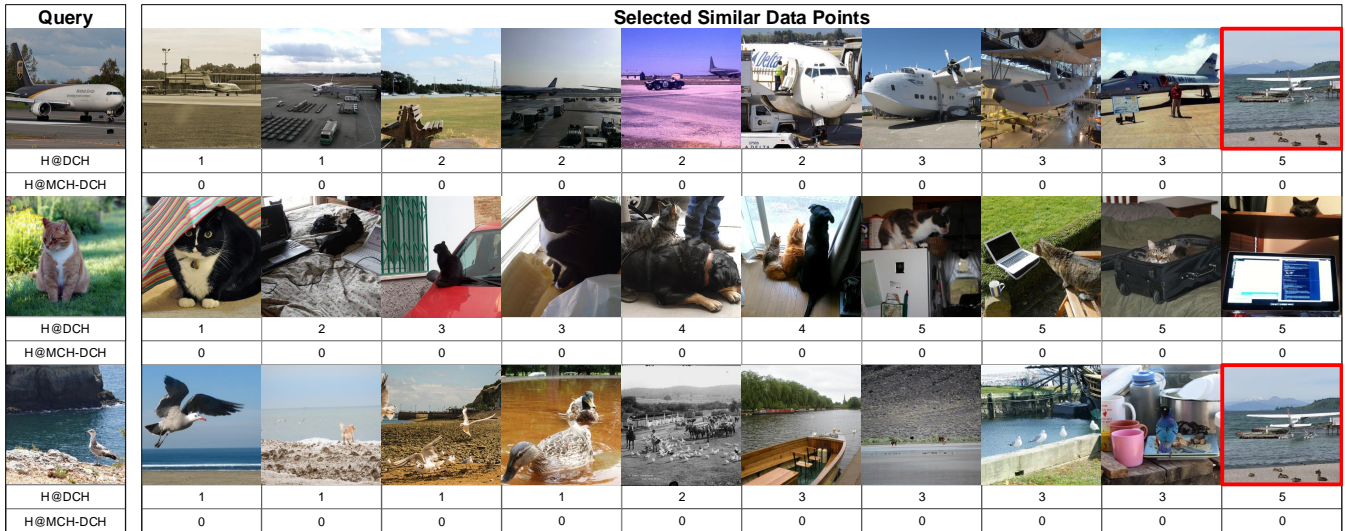 Query Selected Similar Data Points
Delta
H@DCH 1 1 2 2 2 2 3 3 3 5
H@MCH-DCH 0 0 0 0 0 0 0 0 0 0
H@DCH 1 2 3 3 4 4 5 5 5 5
H@MCH-DCH 0 0 0 0 0 0 0 0 0 0
H@DCH 1 1 1 1 2 3 3 3 3 5
H@MCH-DCH 0 0 0 0 0 0 0 0 0 0